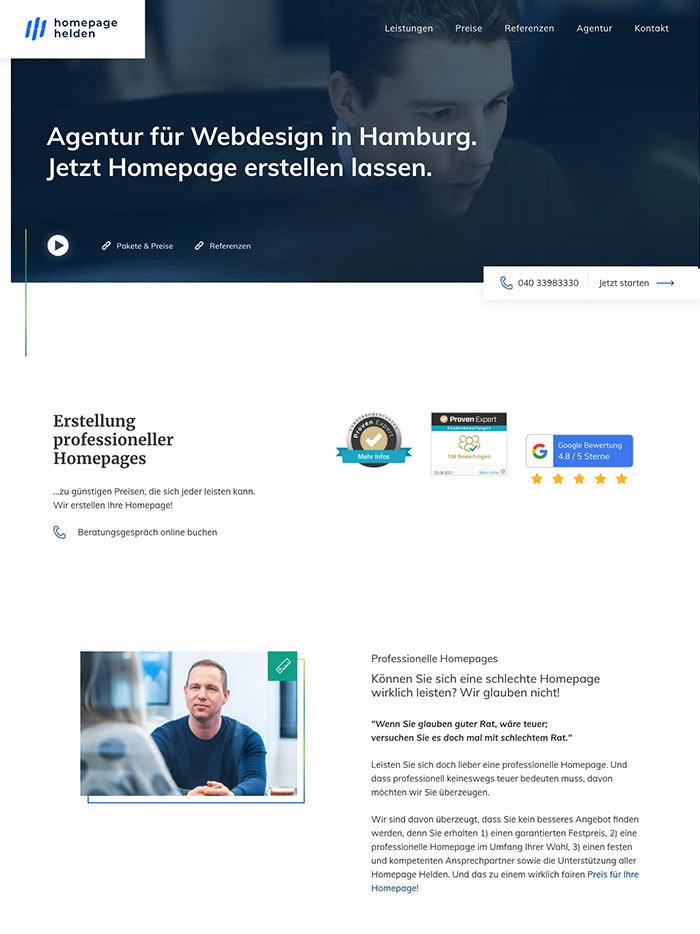 homepage
helden
Leistungen Preise Referenzen Agentur Kontakt
Agentur für Webdesign in Hamburg.
Jetzt Homepage erstellen lassen.
Pakete & Preise Referenzen
040 33983330 Jetzt starten
Erstellung
professioneller
Homepages
...zu günstigen Preisen, die sich jeder leisten kann.
Wir erstellen Ihre Homepage!
Beratungsgespräch online buchen
Proven Expert
Mehr Infos
Proven Expert
Kundenbewertungen
106 Bewertungen
Mehr Infos
Google Bewertung
4.8 / 5 Sterne
Professionelle Homepages
Können Sie sich eine schlechte Homepage
wirklich leisten? Wir glauben nicht!
"Wenn Sie glauben guter Rat, wäre teuer;
versuchen Sie es doch mal mit schlechtem Rat."
Leisten Sie sich doch lieber eine professionelle Homepage. Und
dass professionell keineswegs teuer bedeuten muss, davon
möchten wir Sie überzeugen.
Wir sind davon überzeugt, dass Sie kein besseres Angebot finden
werden, denn Sie erhalten 1) einen garantierten Festpreis, 2) eine
professionelle Homepage im Umfang Ihrer Wahl, 3) einen festen
und kompetenten Ansprechpartner sowie die Unterstützung aller
Homepage Helden. Und das zu einem wirklich fairen Preis für Ihre
Homepage!